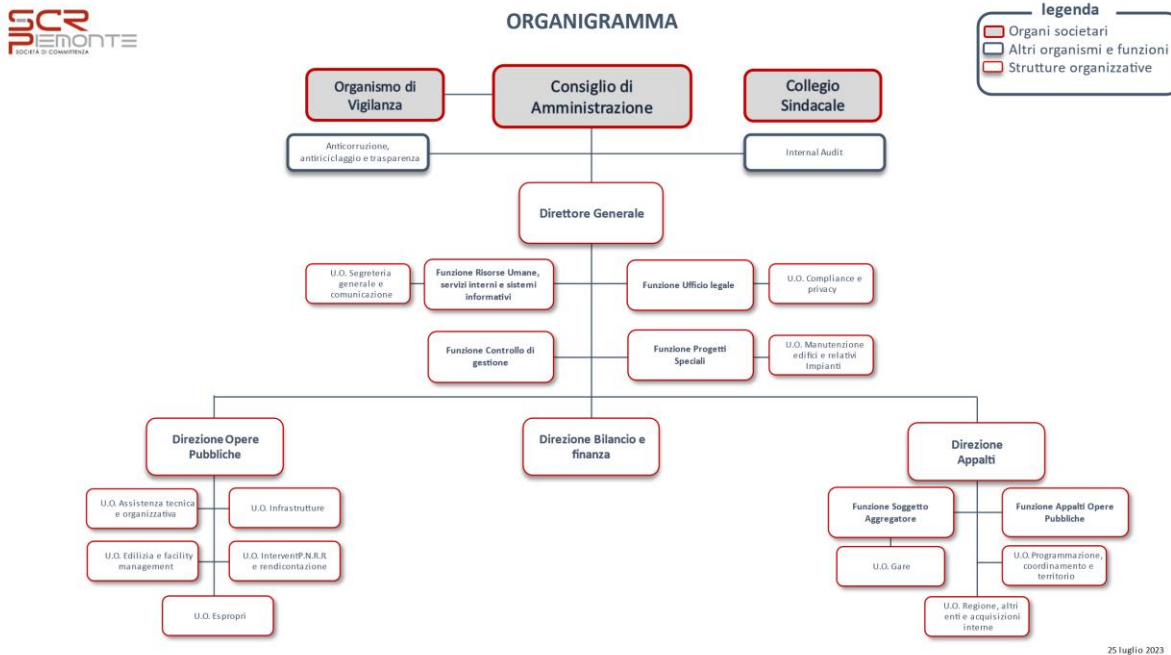 SCR
PIEMONTE
SOCIETÀ DI COMMITTENZA
ORGANIGRAMMA
legenda
Organi societari
Altri organismi e funzioni
Strutture organizzative
Organismo di
Vigilanza
Consiglio di
Amministrazione
Collegio
Sindacale
Anticorruzione,
antiriciclaggio e trasparenza
Internal Audit
Direttore Generale
U.O. Segreteria
generale e
comunicazione
Funzione Risorse Umane,
servizi interni e sistemi
informativi
Funzione Ufficio legale
U.O. Compliance e
privacy
Funzione Controllo di
gestione
Funzione Progetti
Speciali
U.O. Manutenzione
edifici e relativi
Impianti
Direzione Opere
Pubbliche
Direzione Bilancio e
finanza
Direzione
Appalti
U.O. Assistenza tecnica
e organizzativa
U.O. Infrastrutture
U.O. Edilizia e facility
management
U.O. InterventP.N.R.R
e rendicontazione
U.O. Espropri
Funzione Soggetto
Aggregatore
Funzione Appalti Opere
Pubbliche
U.O. Gare
U.O. Programmazione,
coordinamento e
territorio
U.O. Regione, altri
enti e acquisizioni
interne
25 luglio 2023